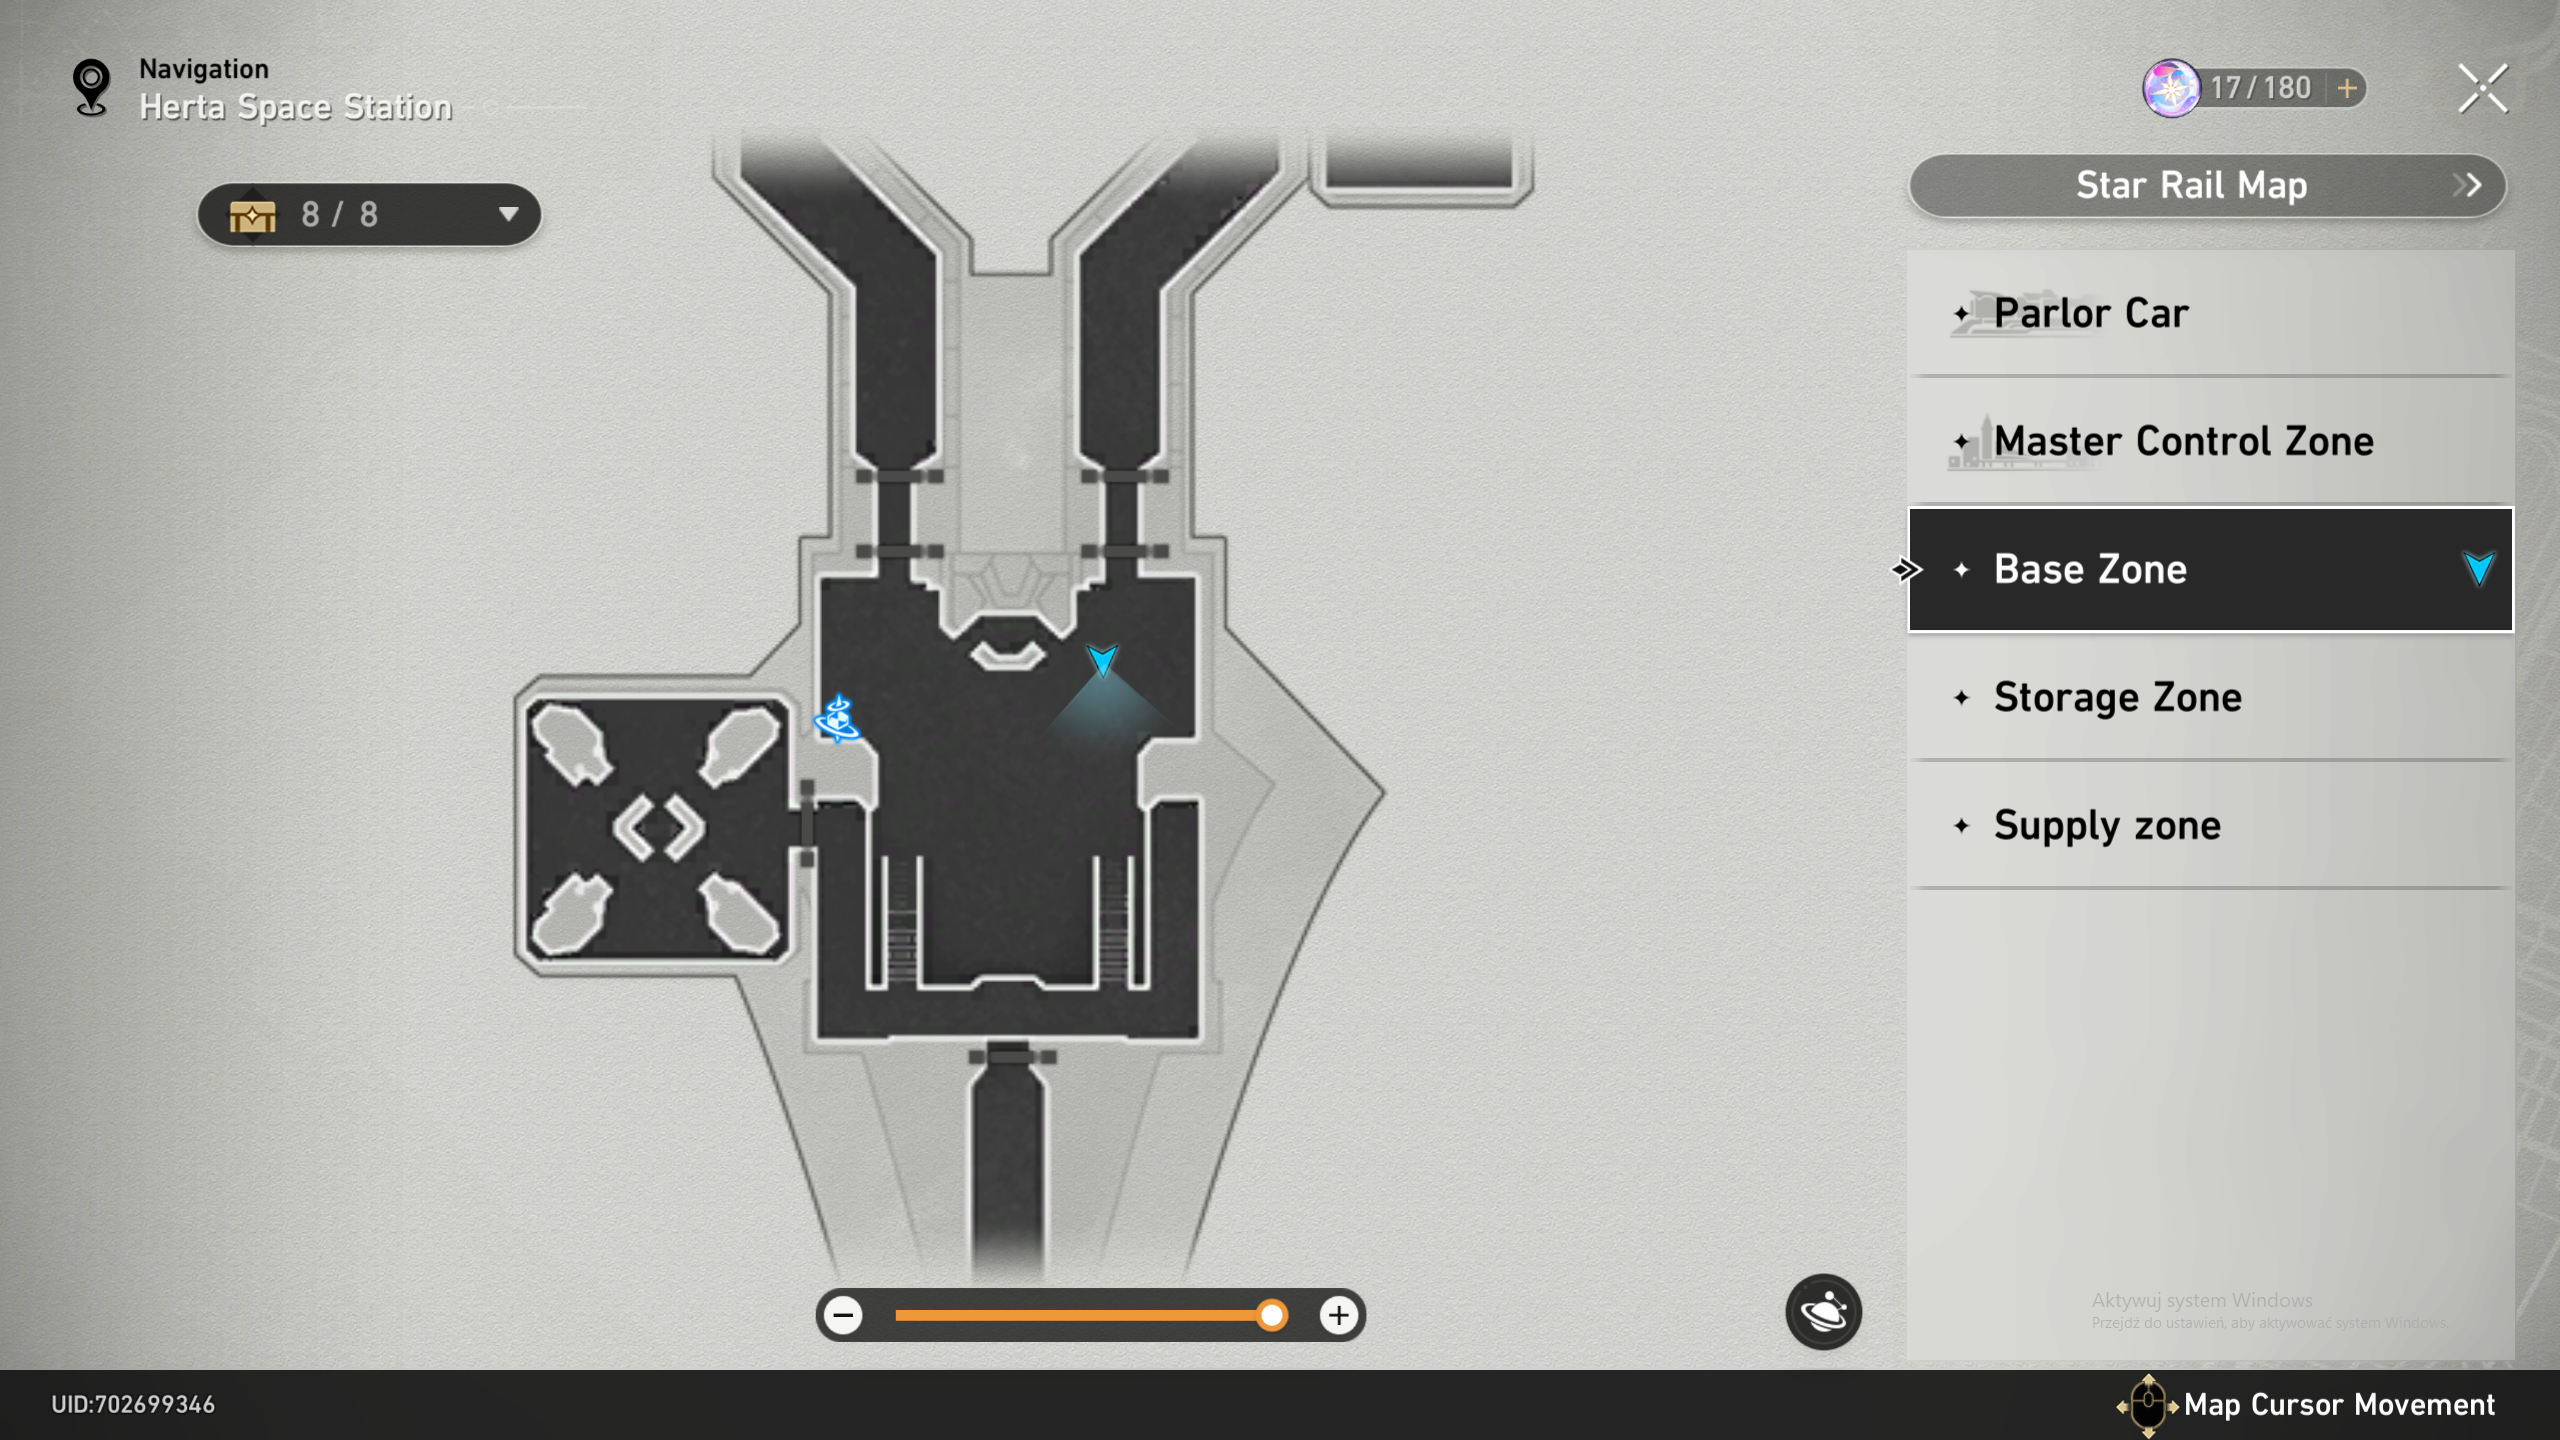 Navigation
Herta Space Station
17/180
8 / 8
Star Rail Map
Parlor Car
Master Control Zone
Base Zone
Storage Zone
Supply zone
Aktywuj system Windows
Przejdź do ustawień, aby aktywować system Windows.
UID:702699346
Map Cursor Movement